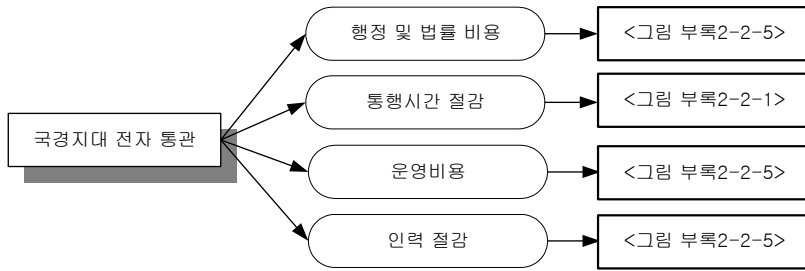 국경지대 전자 통관
행정 및 법률 비용
<그림 부록2-2-5>
통행시간 절감
<그림 부록2-2-1>
운영비용
<그림 부록2-2-5>
인력 절감
<그림 부록2-2-5>